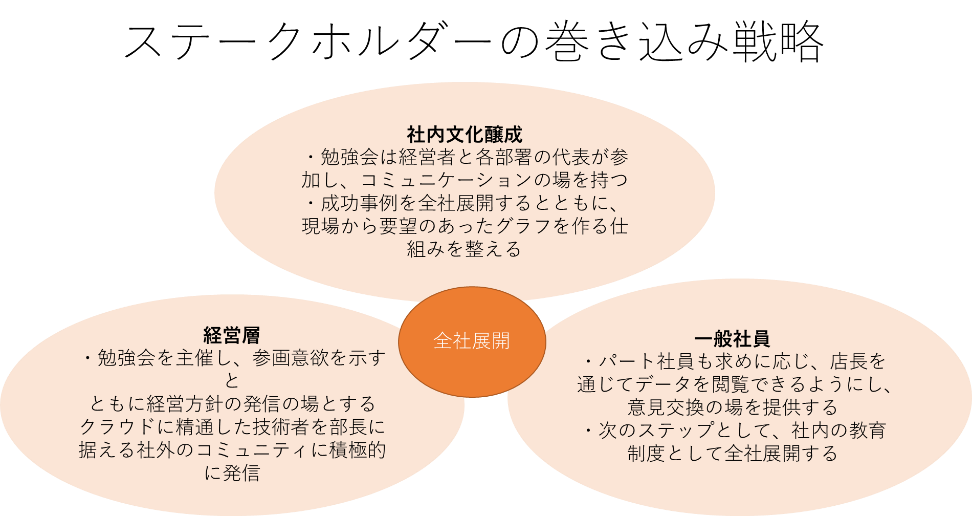 ステークホルダーの巻き込み戦略
社内文化醸成
・勉強会は経営者と各部署の代表が参
加し、コミュニケーションの場を持つ
・成功事例を全社展開するとともに、
現場から要望のあったグラフを作る仕
組みを整える
全社展開
経営層
・勉強会を主催し、参画意欲を示す
と
ともに経営方針の発信の場とする
クラウドに精通した技術者を部長に
据える社外のコミュニティに積極的
に発信
一般社員
・パート社員も求めに応じ、店長を
通じてデータを閲覧できるようにし、
意見交換の場を提供する
・次のステップとして、社内の教育
制度として全社展開する